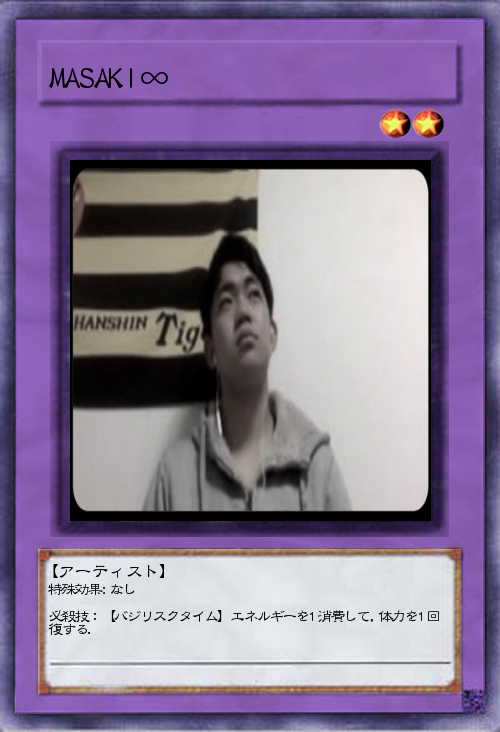 MASAKI∞
HANSHIN Tig
【アーティスト】
特殊効果: なし
必殺技：【バジリスクタイム】エネルギーを1消費して, 体力を1回
復する.